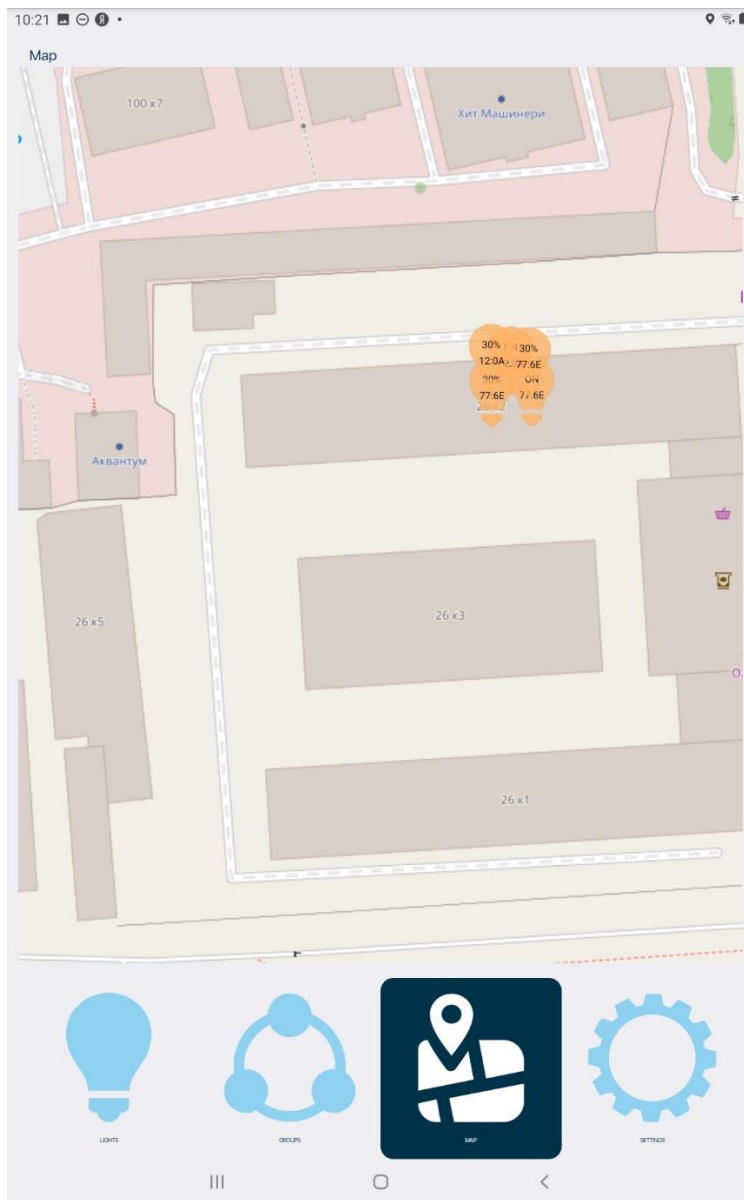 10:21
Map
100 к7
Хит Машинери
30%
30%
12:0A
77:6E
30%
ON
77:6E
77:6E
Аквантум
26 к5
26 к3
26 к1
LIGHTS
GROUPS
MAP
SETTINGS